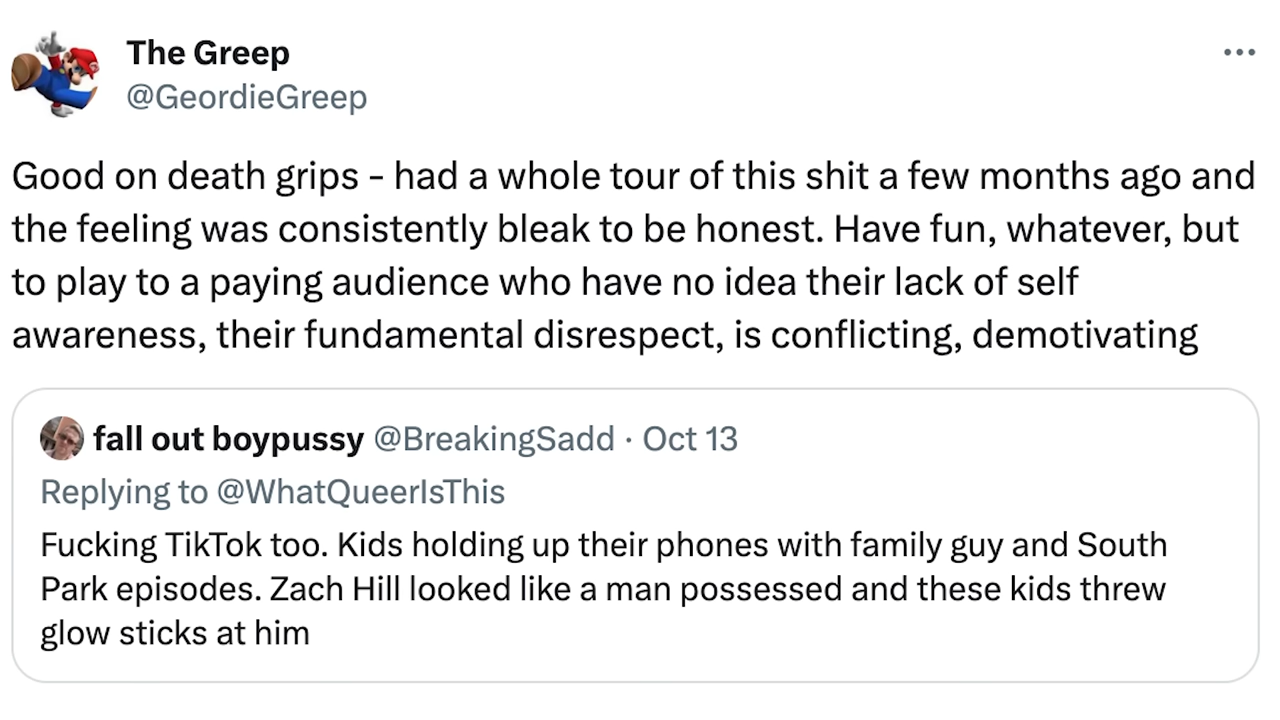 The Greep
@GeordieGreep
Good on death grips - had a whole tour of this shit a few months ago and
the feeling was consistently bleak to be honest. Have fun, whatever, but
to play to a paying audience who have no idea their lack of self
awareness, their fundamental disrespect, is conflicting, demotivating
fall out boypussy @BreakingSadd · Oct 13
Replying to @WhatQueerIsThis
Fucking TikTok too. Kids holding up their phones with family guy and South
Park episodes. Zach Hill looked like a man possessed and these kids threw
glow sticks at him